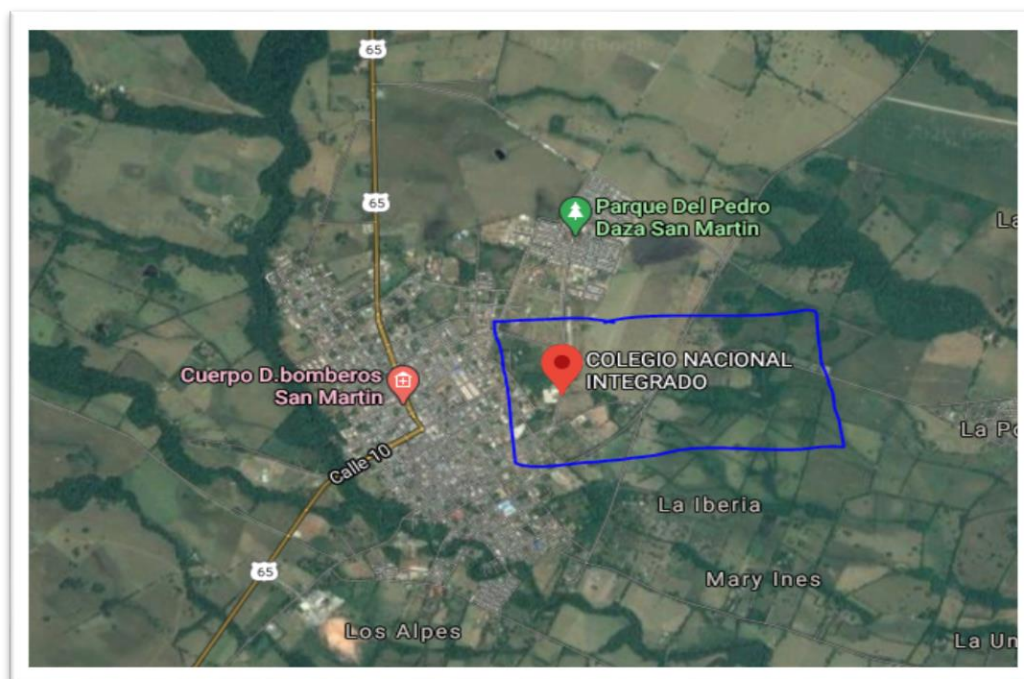 65
65
Parque Del Pedro
Daza San Martin
COLEGIO NACIONAL
INTEGRADO
Cuerpo D.bomberos
San Martin
Calle 10
La Iberia
65
Mary Ines
Los Alpes